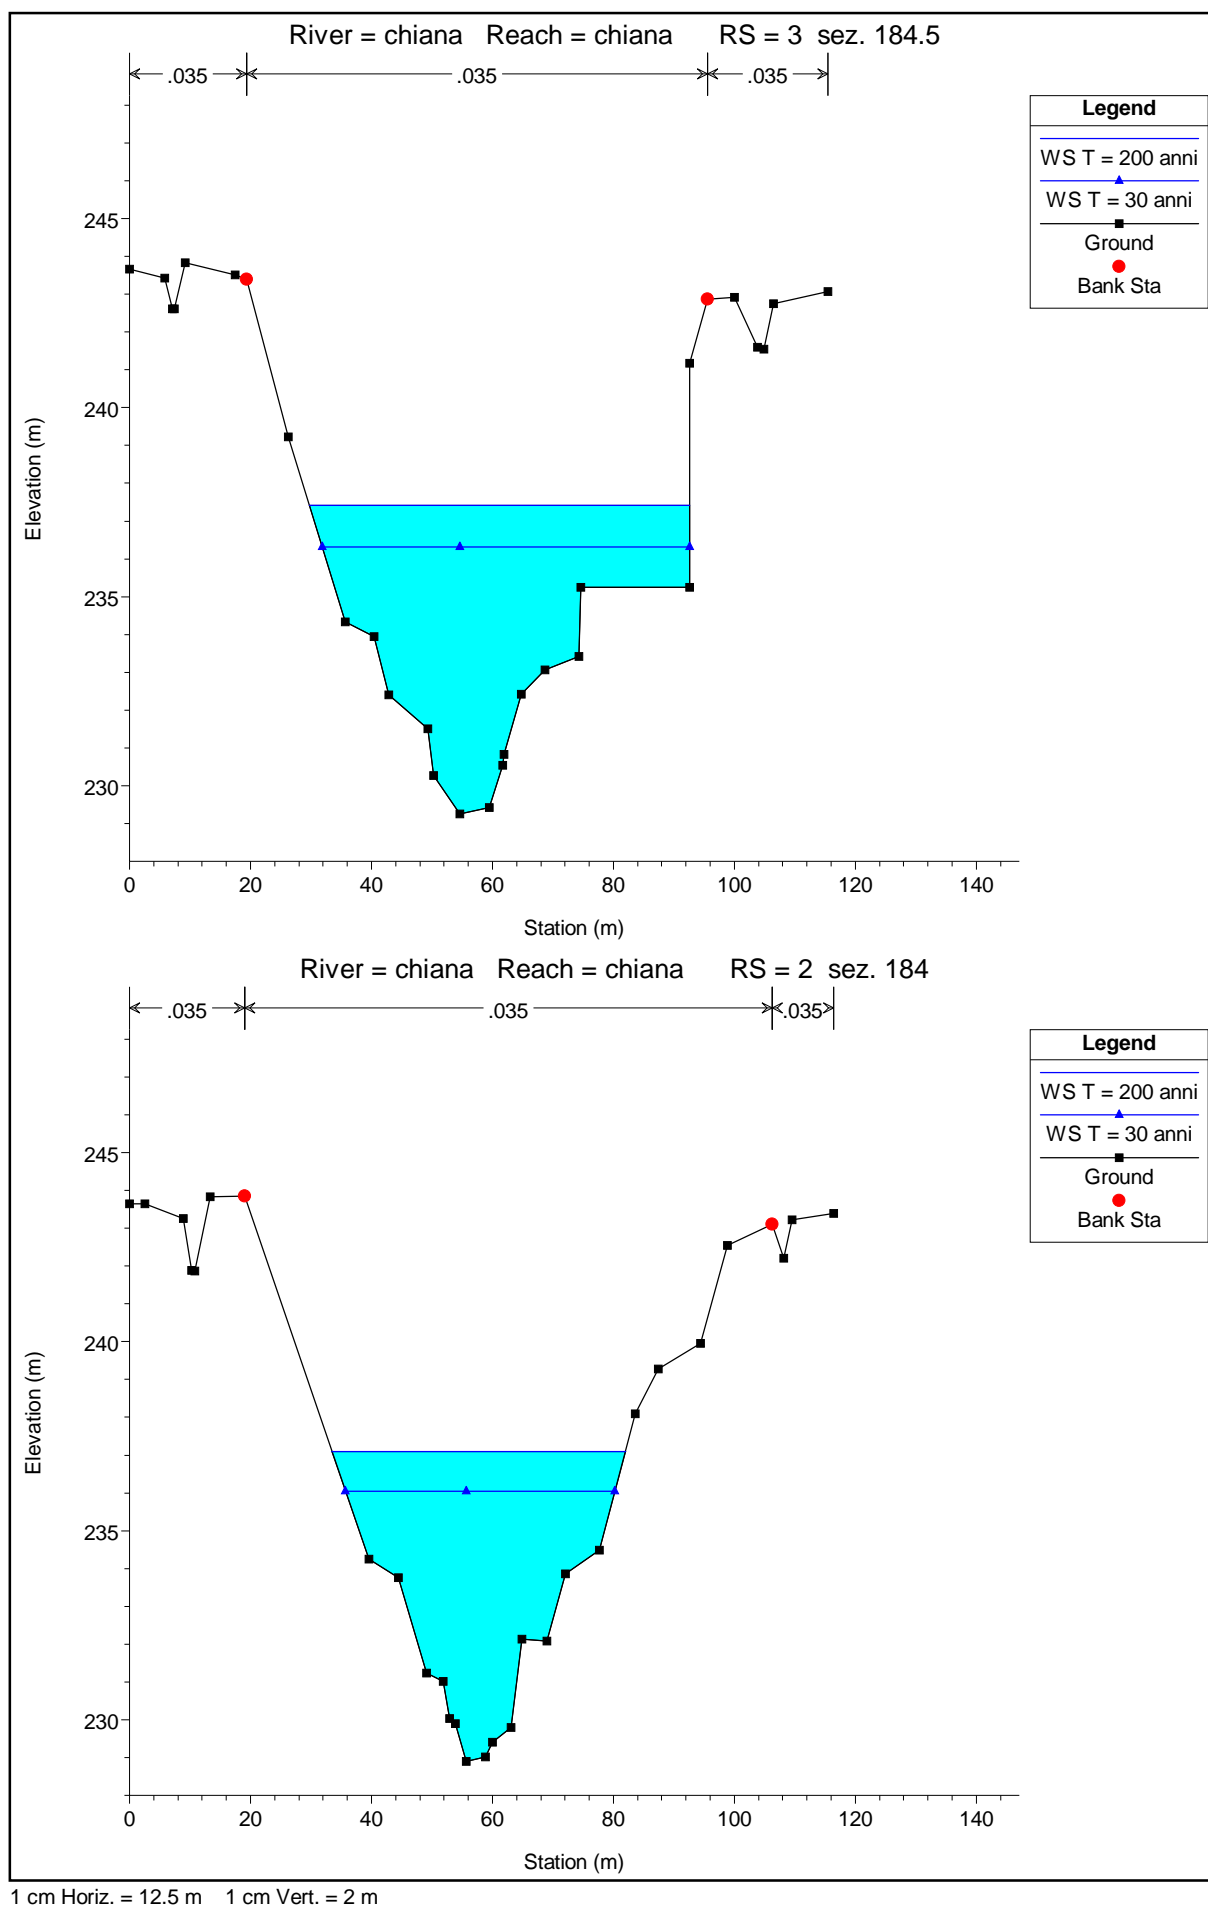 River = chiana Reach = chiana RS = 3 sez. 184.5
.035 .035 .035
Legend
WS T = 200 anni
WS T = 30 anni
Ground
Bank Sta
245
240
235
230
Elevation (m)
0 20 40 60 80 100 120 140
Station (m)
River = chiana Reach = chiana RS = 2 sez. 184
.035 .035 .035
Legend
WS T = 200 anni
WS T = 30 anni
Ground
Bank Sta
245
240
235
230
Elevation (m)
0 20 40 60 80 100 120 140
Station (m)
1 cm Horiz. = 12.5 m 1 cm Vert. = 2 m